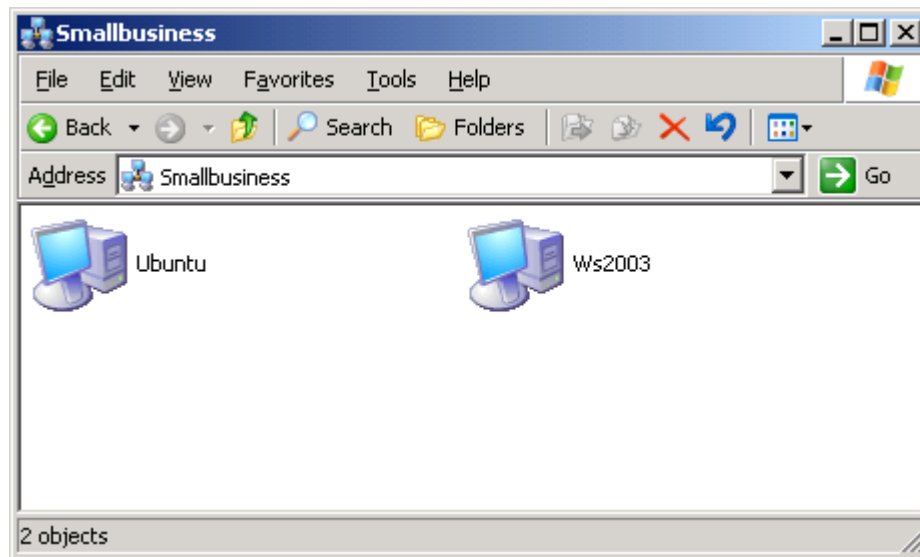 Smallbusiness
File Edit View Favorites Tools Help
Back Search Folders
Address Smallbusiness Go
Ubuntu Ws2003
2 objects